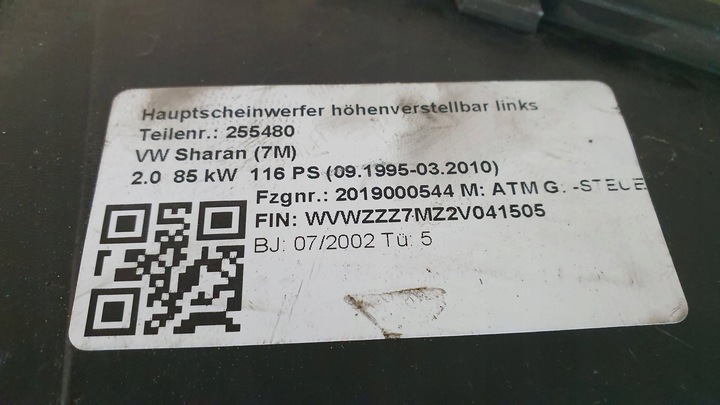 Hauptscheinwerfer höhenverstellbar links
Teilenr.: 255480
VW Sharan (7M)
2.0 85 kW 116 PS (09.1995-03.2010)
Fzgnr.: 2019000544 M: ATM G: -STEUE
FIN: WVWZZZ7MZ2V041505
BJ: 07/2002 Tü: 5